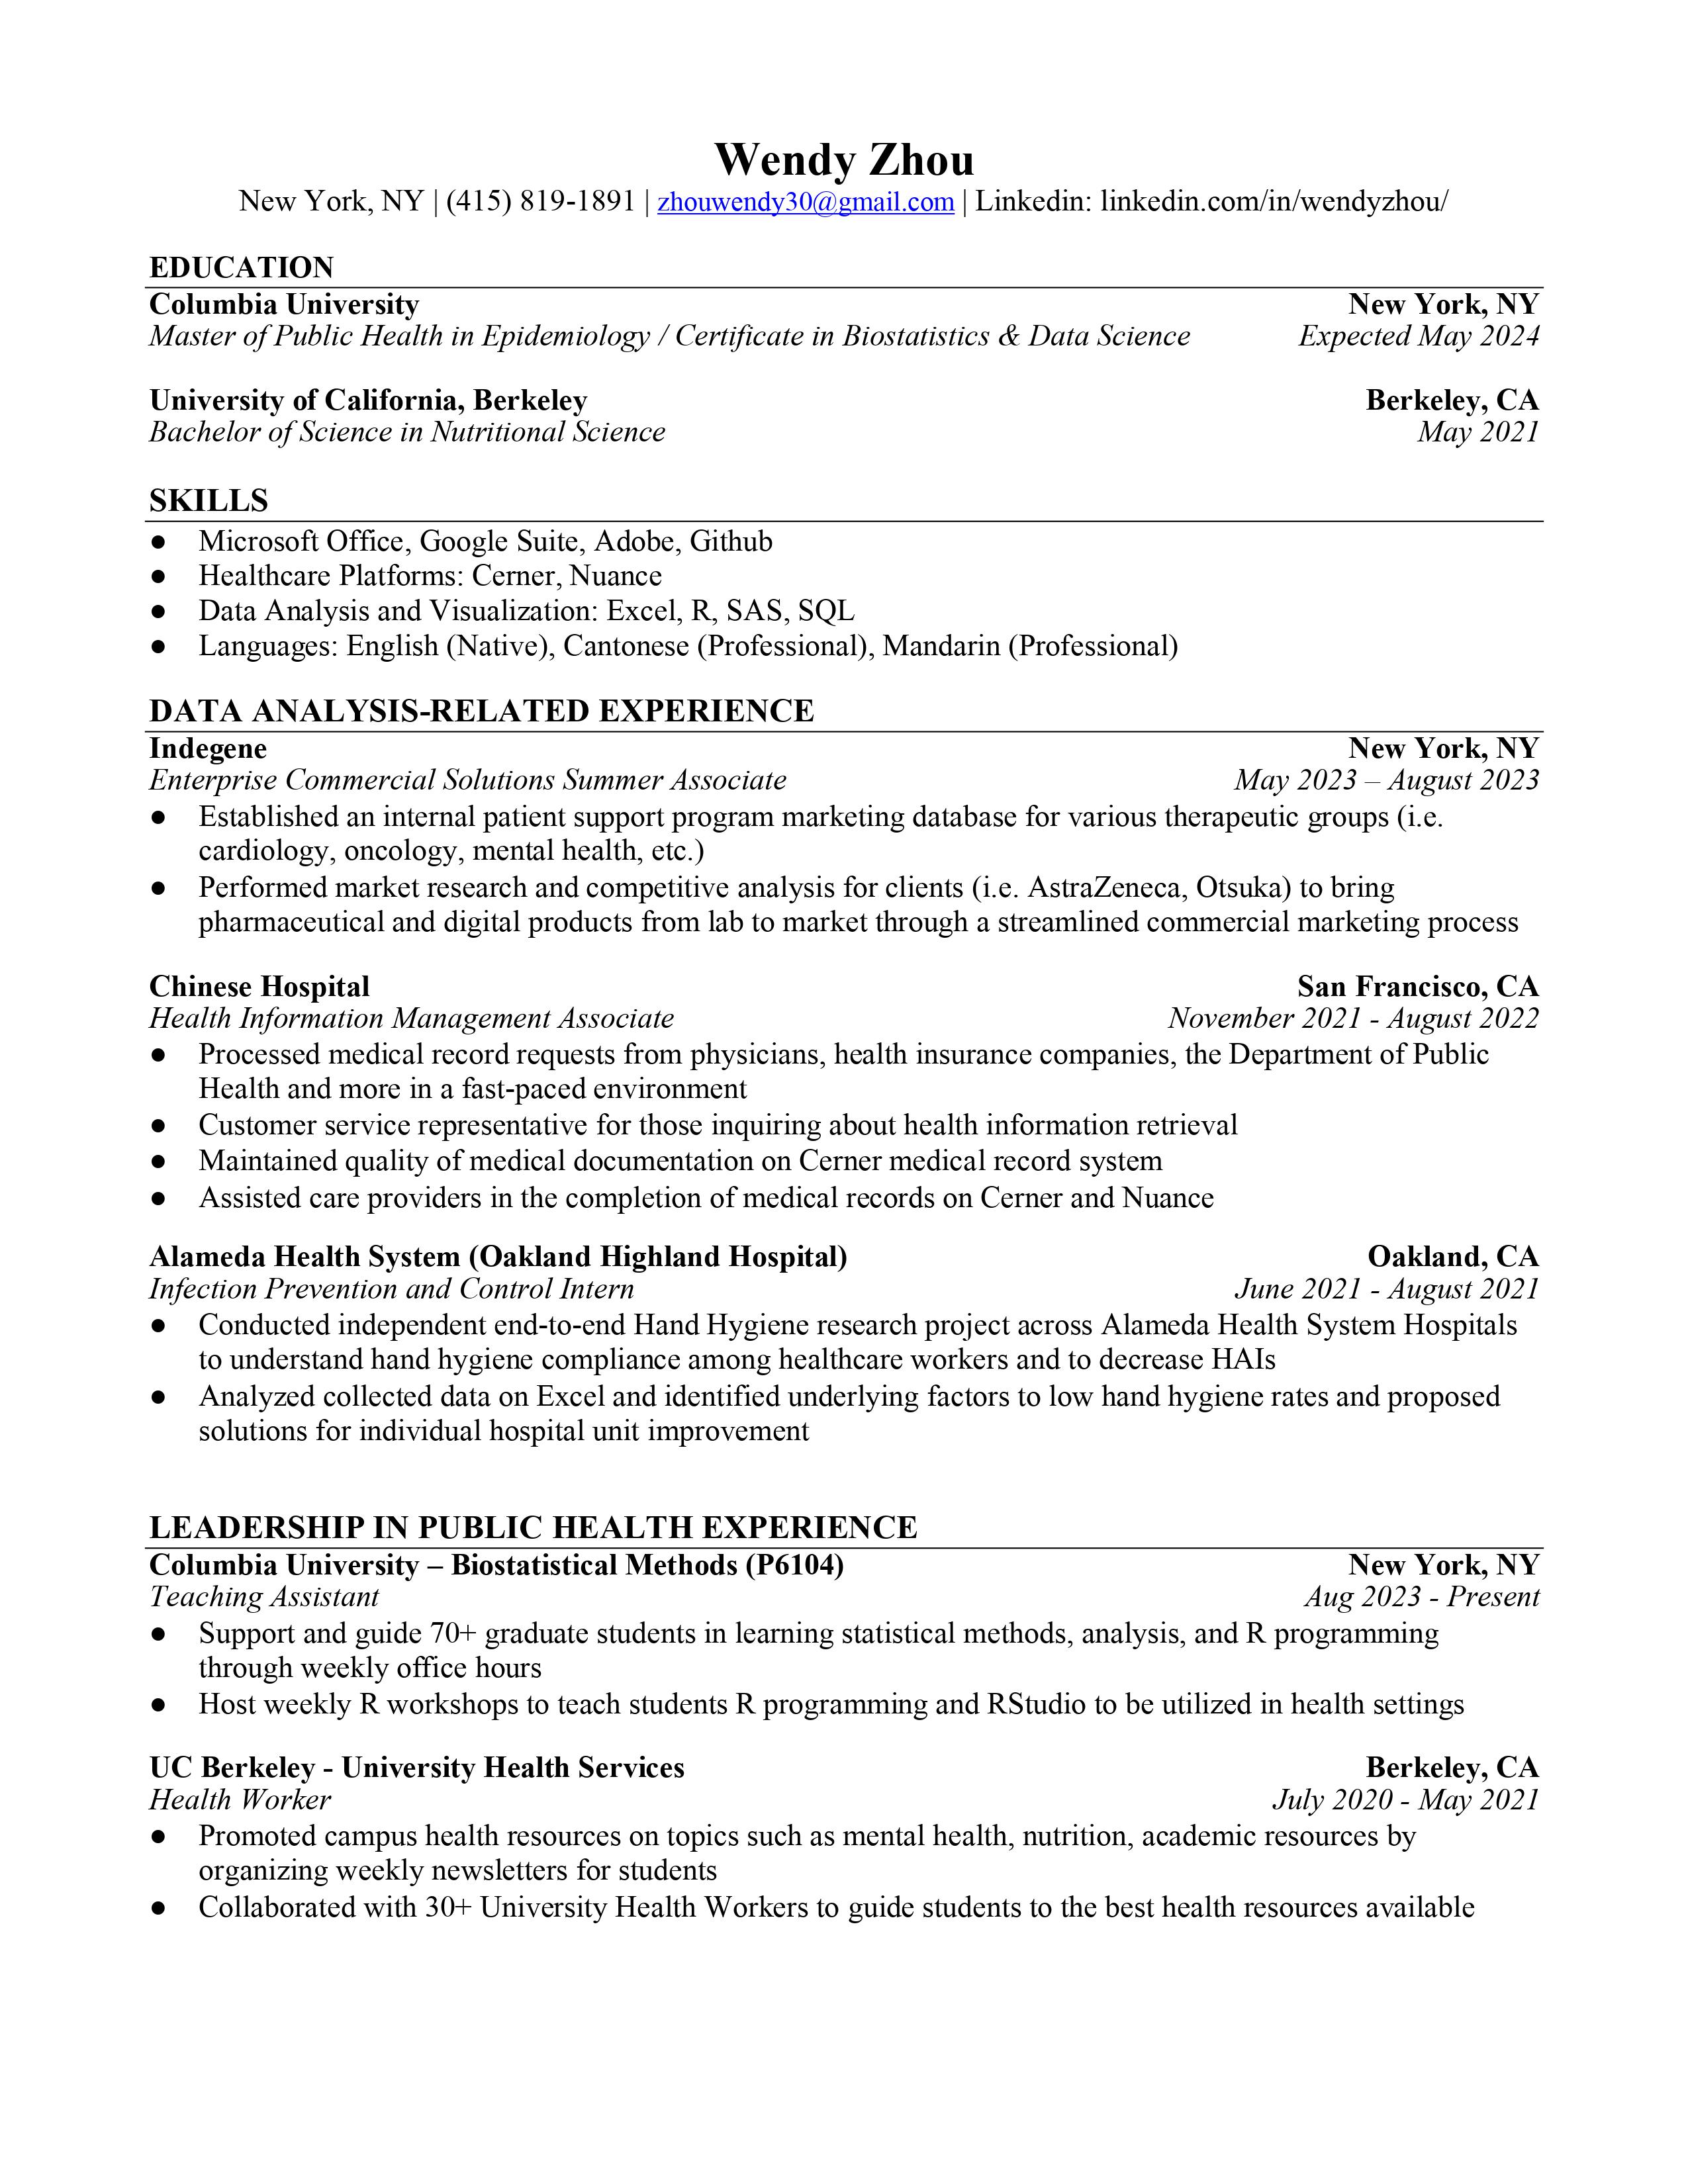 Wendy Zhou
New York, NY | (415) 819-1891 | zhouwendy30@gmail.com | Linkedin: linkedin.com/in/wendyzhou/
EDUCATION
Columbia University New York, NY
Master of Public Health in Epidemiology / Certificate in Biostatistics & Data Science Expected May 2024
University of California, Berkeley Berkeley, CA
Bachelor of Science in Nutritional Science May 2021
SKILLS
● Microsoft Office, Google Suite, Adobe, Github
● Healthcare Platforms: Cerner, Nuance
● Data Analysis and Visualization: Excel, R, SAS, SQL
● Languages: English (Native), Cantonese (Professional), Mandarin (Professional)
DATA ANALYSIS-RELATED EXPERIENCE
Indegene New York, NY
Enterprise Commercial Solutions Summer Associate May 2023 – August 2023
● Established an internal patient support program marketing database for various therapeutic groups (i.e.
cardiology, oncology, mental health, etc.)
● Performed market research and competitive analysis for clients (i.e. AstraZeneca, Otsuka) to bring
pharmaceutical and digital products from lab to market through a streamlined commercial marketing process
Chinese Hospital San Francisco, CA
Health Information Management Associate November 2021 - August 2022
● Processed medical record requests from physicians, health insurance companies, the Department of Public
Health and more in a fast-paced environment
● Customer service representative for those inquiring about health information retrieval
● Maintained quality of medical documentation on Cerner medical record system
● Assisted care providers in the completion of medical records on Cerner and Nuance
Alameda Health System (Oakland Highland Hospital) Oakland, CA
Infection Prevention and Control Intern June 2021 - August 2021
● Conducted independent end-to-end Hand Hygiene research project across Alameda Health System Hospitals
to understand hand hygiene compliance among healthcare workers and to decrease HAIs
● Analyzed collected data on Excel and identified underlying factors to low hand hygiene rates and proposed
solutions for individual hospital unit improvement
LEADERSHIP IN PUBLIC HEALTH EXPERIENCE
Columbia University – Biostatistical Methods (P6104) New York, NY
Teaching Assistant Aug 2023 - Present
● Support and guide 70+ graduate students in learning statistical methods, analysis, and R programming
through weekly office hours
● Host weekly R workshops to teach students R programming and RStudio to be utilized in health settings
UC Berkeley - University Health Services Berkeley, CA
Health Worker July 2020 - May 2021
● Promoted campus health resources on topics such as mental health, nutrition, academic resources by
organizing weekly newsletters for students
● Collaborated with 30+ University Health Workers to guide students to the best health resources available